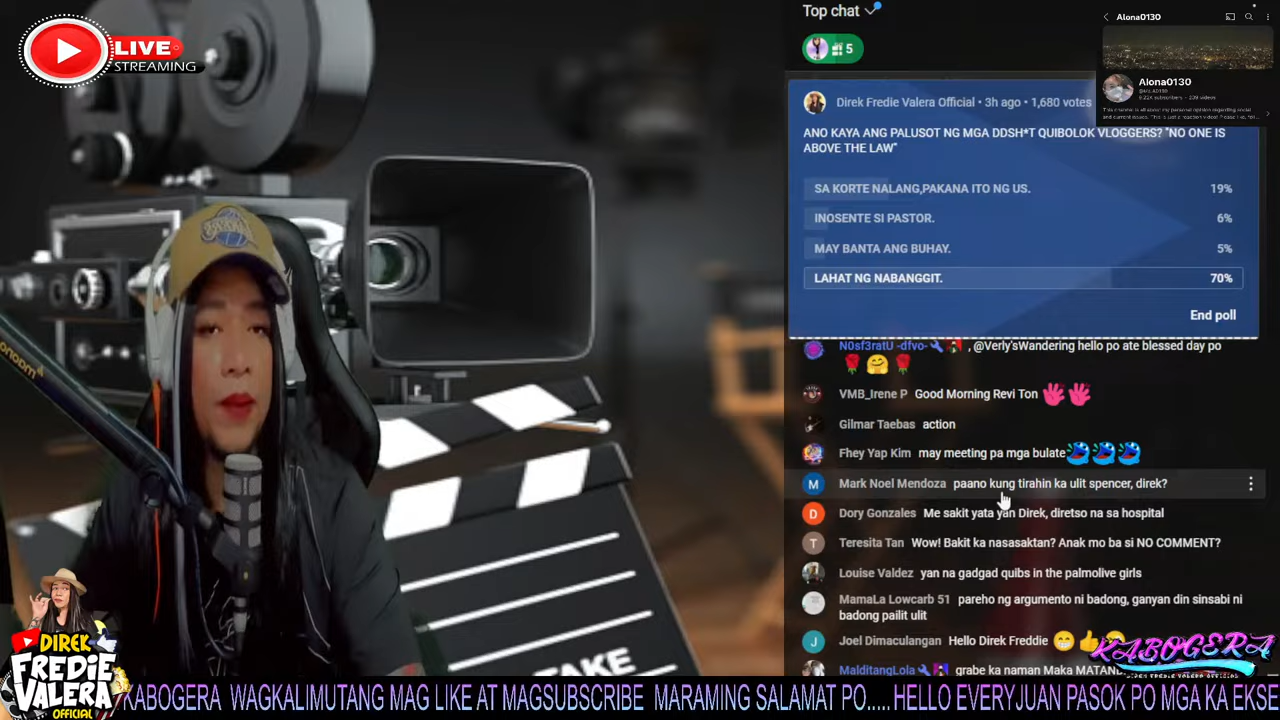 LIVE
STREAMING
Top chat
5
Alona0130
Alona0130
Direk Fredie Valera Official • 3h ago • 1,680 votes
ANO KAYA ANG PALUSOT NG MGA DDSH*T QUIBOLOK VLOGGERS? "NO ONE IS
ABOVE THE LAW"
SA KORTE NALANG,PAKANA ITO NG US. 19%
INOSENTE SI PASTOR. 6%
MAY BANTA ANG BUHAY. 5%
LAHAT NG NABANGGIT. 70%
End poll
N0sf3ratU -dfvo- , @Verly'sWandering hello po ate blessed day po
VMB_Irene P Good Morning Revi Ton
Gilmar Taebas action
Fhey Yap Kim may meeting pa mga bulate
M Mark Noel Mendoza paano kung tirahin ka ulit spencer, direk?
D Dory Gonzales Me sakit yata yan Direk, diretso na sa hospital
T Teresita Tan Wow! Bakit ka nasasaktan? Anak mo ba si NO COMMENT?
Louise Valdez yan na gadgad quibs in the palmolive girls
MamaLa Lowcarb 51 pareho ng argumento ni badong, ganyan din sinsabi ni
badong pailit ulit
J Joel Dimaculangan Hello Direk Freddie
MalditangLola grabe ka naman Maka
KABOGERA
maono
TAKE
DIREK
FREDIE
VALERA
OFFICIAL
KABOGERA WAGKALIMUTANG MAG LIKE AT NAGSUBSCRIBE MARAMING SALAMAT PO..... HELLO EVERYJUAN PASOK PO MGA KA EKSE